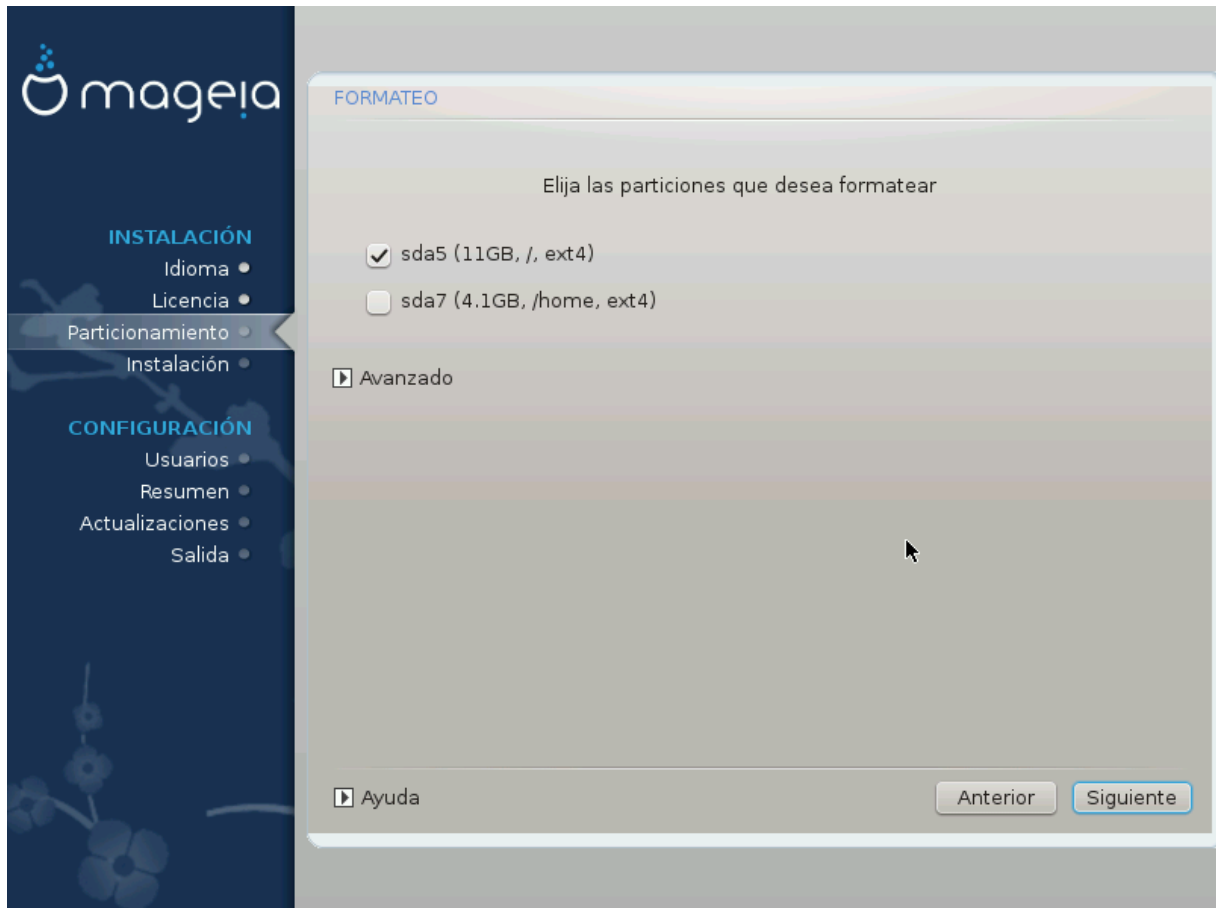 mageia
INSTALACIÓN
Idioma
Licencia
Particionamiento
Instalación
CONFIGURACIÓN
Usuarios
Resumen
Actualizaciones
Salida
FORMATEO
Elija las particiones que desea formatear
sda5 (11GB, /, ext4)
sda7 (4.1GB, /home, ext4)
Avanzado
Ayuda
Anterior
Siguiente